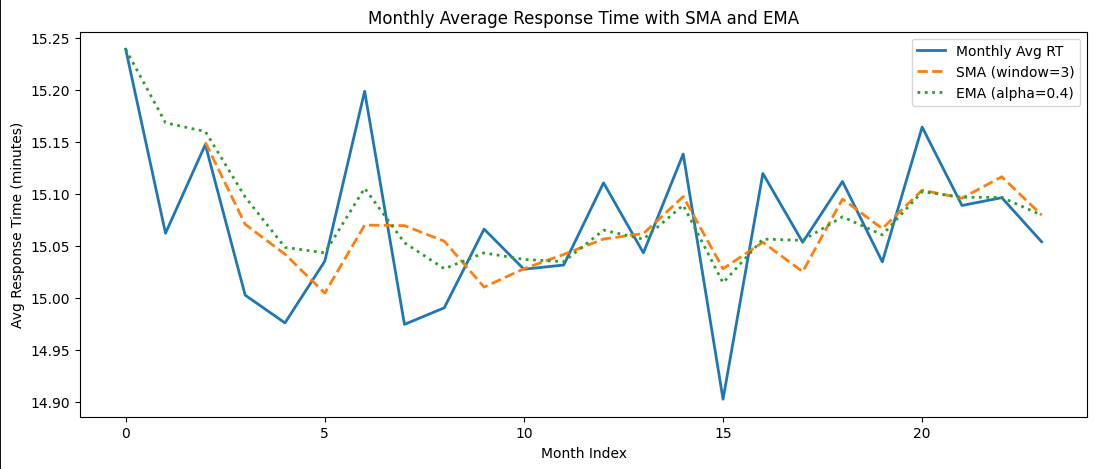 Monthly Average Response Time with SMA and EMA
Monthly Avg RT
SMA (window=3)
EMA (alpha=0.4)
Avg Response Time (minutes)
15.25
15.20
15.15
15.10
15.05
15.00
14.95
14.90
0 5 10 15 20
Month Index